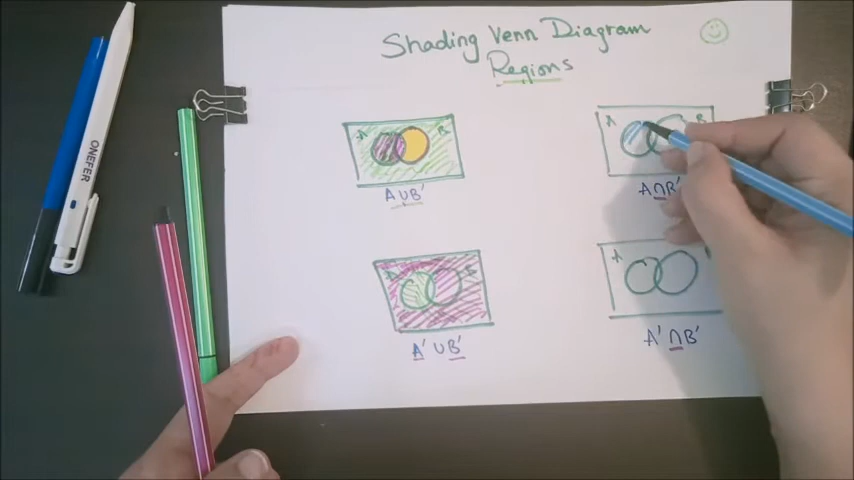 Shading Venn Diagram
Regions
ONEFER
A B
A∪B'
A B
A∩B'
A'∪B'
A
A'∩B'